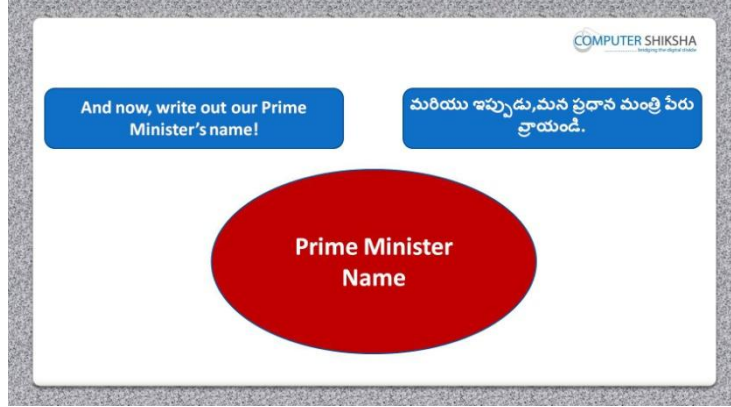 COMPUTER SHIKSHA
Bridging the digital divide
And now, write out our Prime
Minister's name!
మరియు ఇప్పుడు,మన ప్రధాన మంత్రి పేరు
వ్రాయండి.
Prime Minister
Name